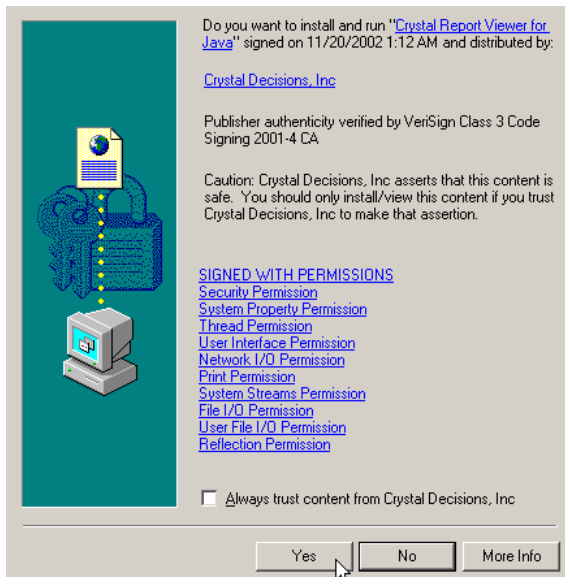 Do you want to install and run "Crystal Report Viewer for
Java" signed on 11/20/2002 1:12 AM and distributed by:
Crystal Decisions, Inc
Publisher authenticity verified by VeriSign Class 3 Code
Signing 2001-4 CA
Caution: Crystal Decisions, Inc asserts that this content is
safe.  You should only install/view this content if you trust
Crystal Decisions, Inc to make that assertion.
SIGNED WITH PERMISSIONS
Security Permission
System Property Permission
Thread Permission
User Interface Permission
Network I/O Permission
Print Permission
System Streams Permission
File I/O Permission
User File I/O Permission
Reflection Permission
Always trust content from Crystal Decisions, Inc
Yes No More Info